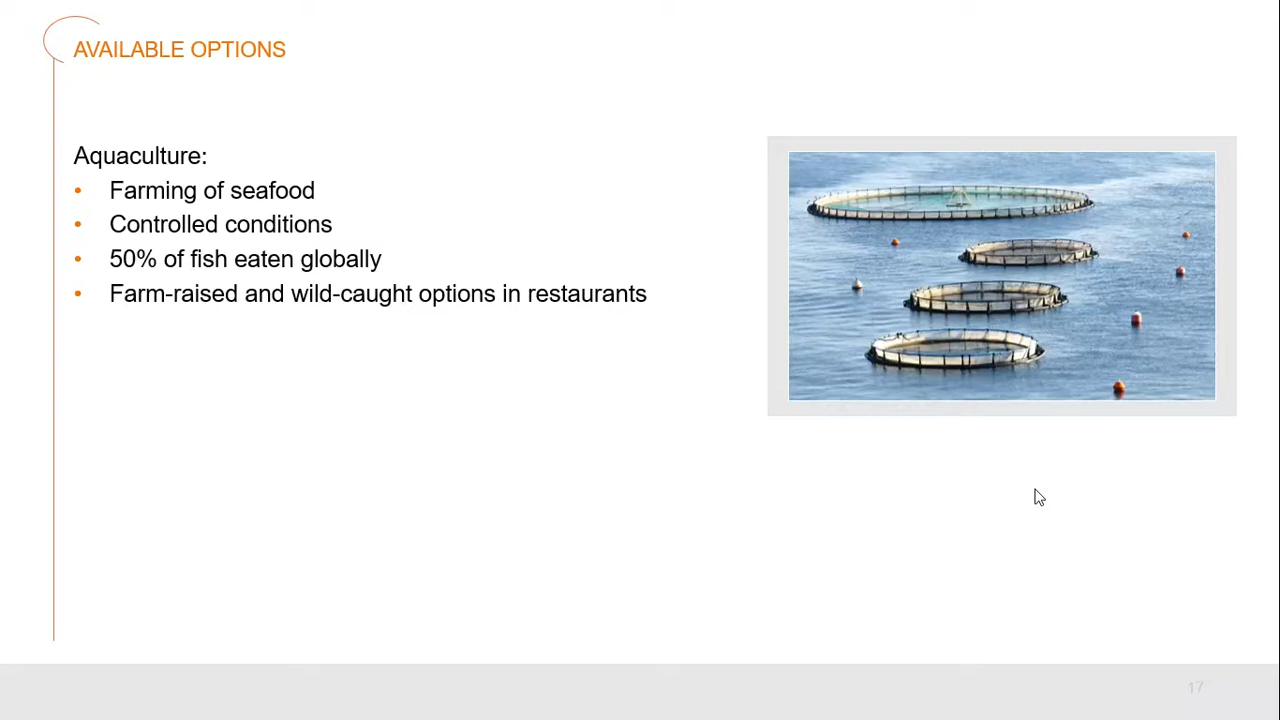 AVAILABLE OPTIONS
Aquaculture:
• Farming of seafood
• Controlled conditions
• 50% of fish eaten globally
• Farm-raised and wild-caught options in restaurants
17